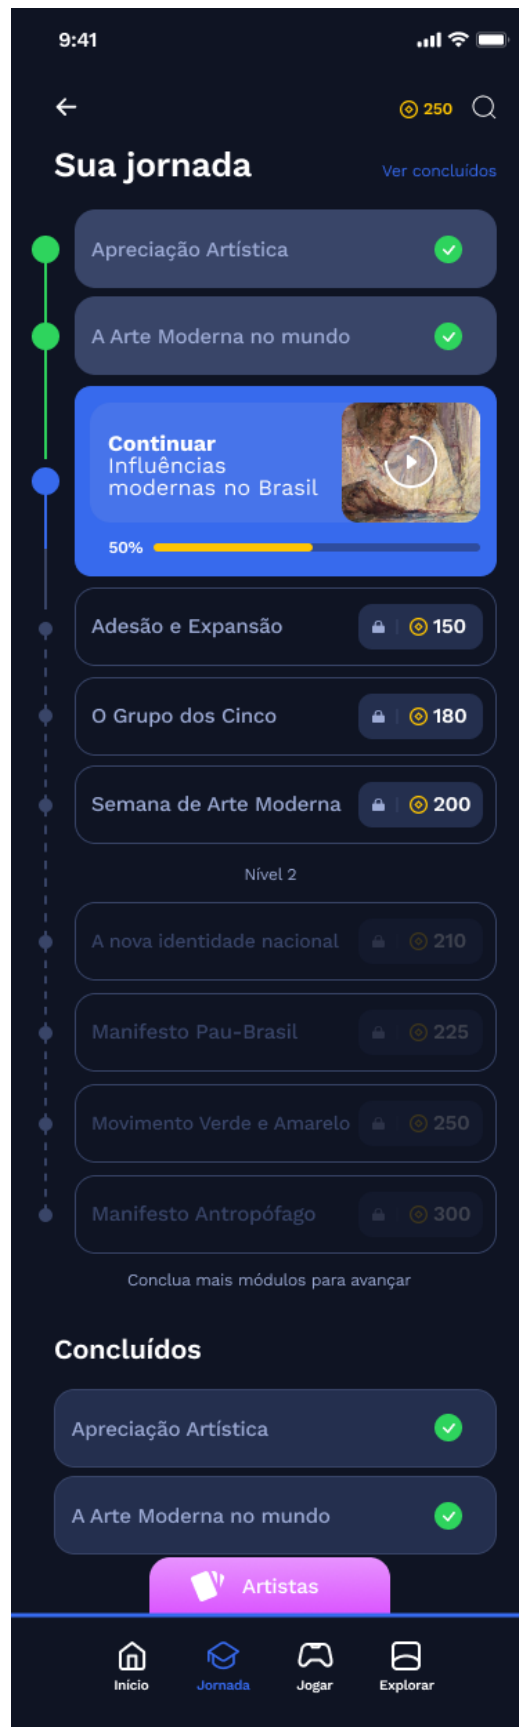 9:41
250
Sua jornada
Ver concluídos
Apreciação Artística
A Arte Moderna no mundo
Continuar
Influências
modernas no Brasil
50%
Adesão e Expansão
150
O Grupo dos Cinco
180
Semana de Arte Moderna
200
Nível 2
A nova identidade nacional
210
Manifesto Pau-Brasil
225
Movimento Verde e Amarelo
250
Manifesto Antropófago
300
Conclua mais módulos para avançar
Concluídos
Apreciação Artística
A Arte Moderna no mundo
Artistas
Início
Jornada
Jogar
Explorar